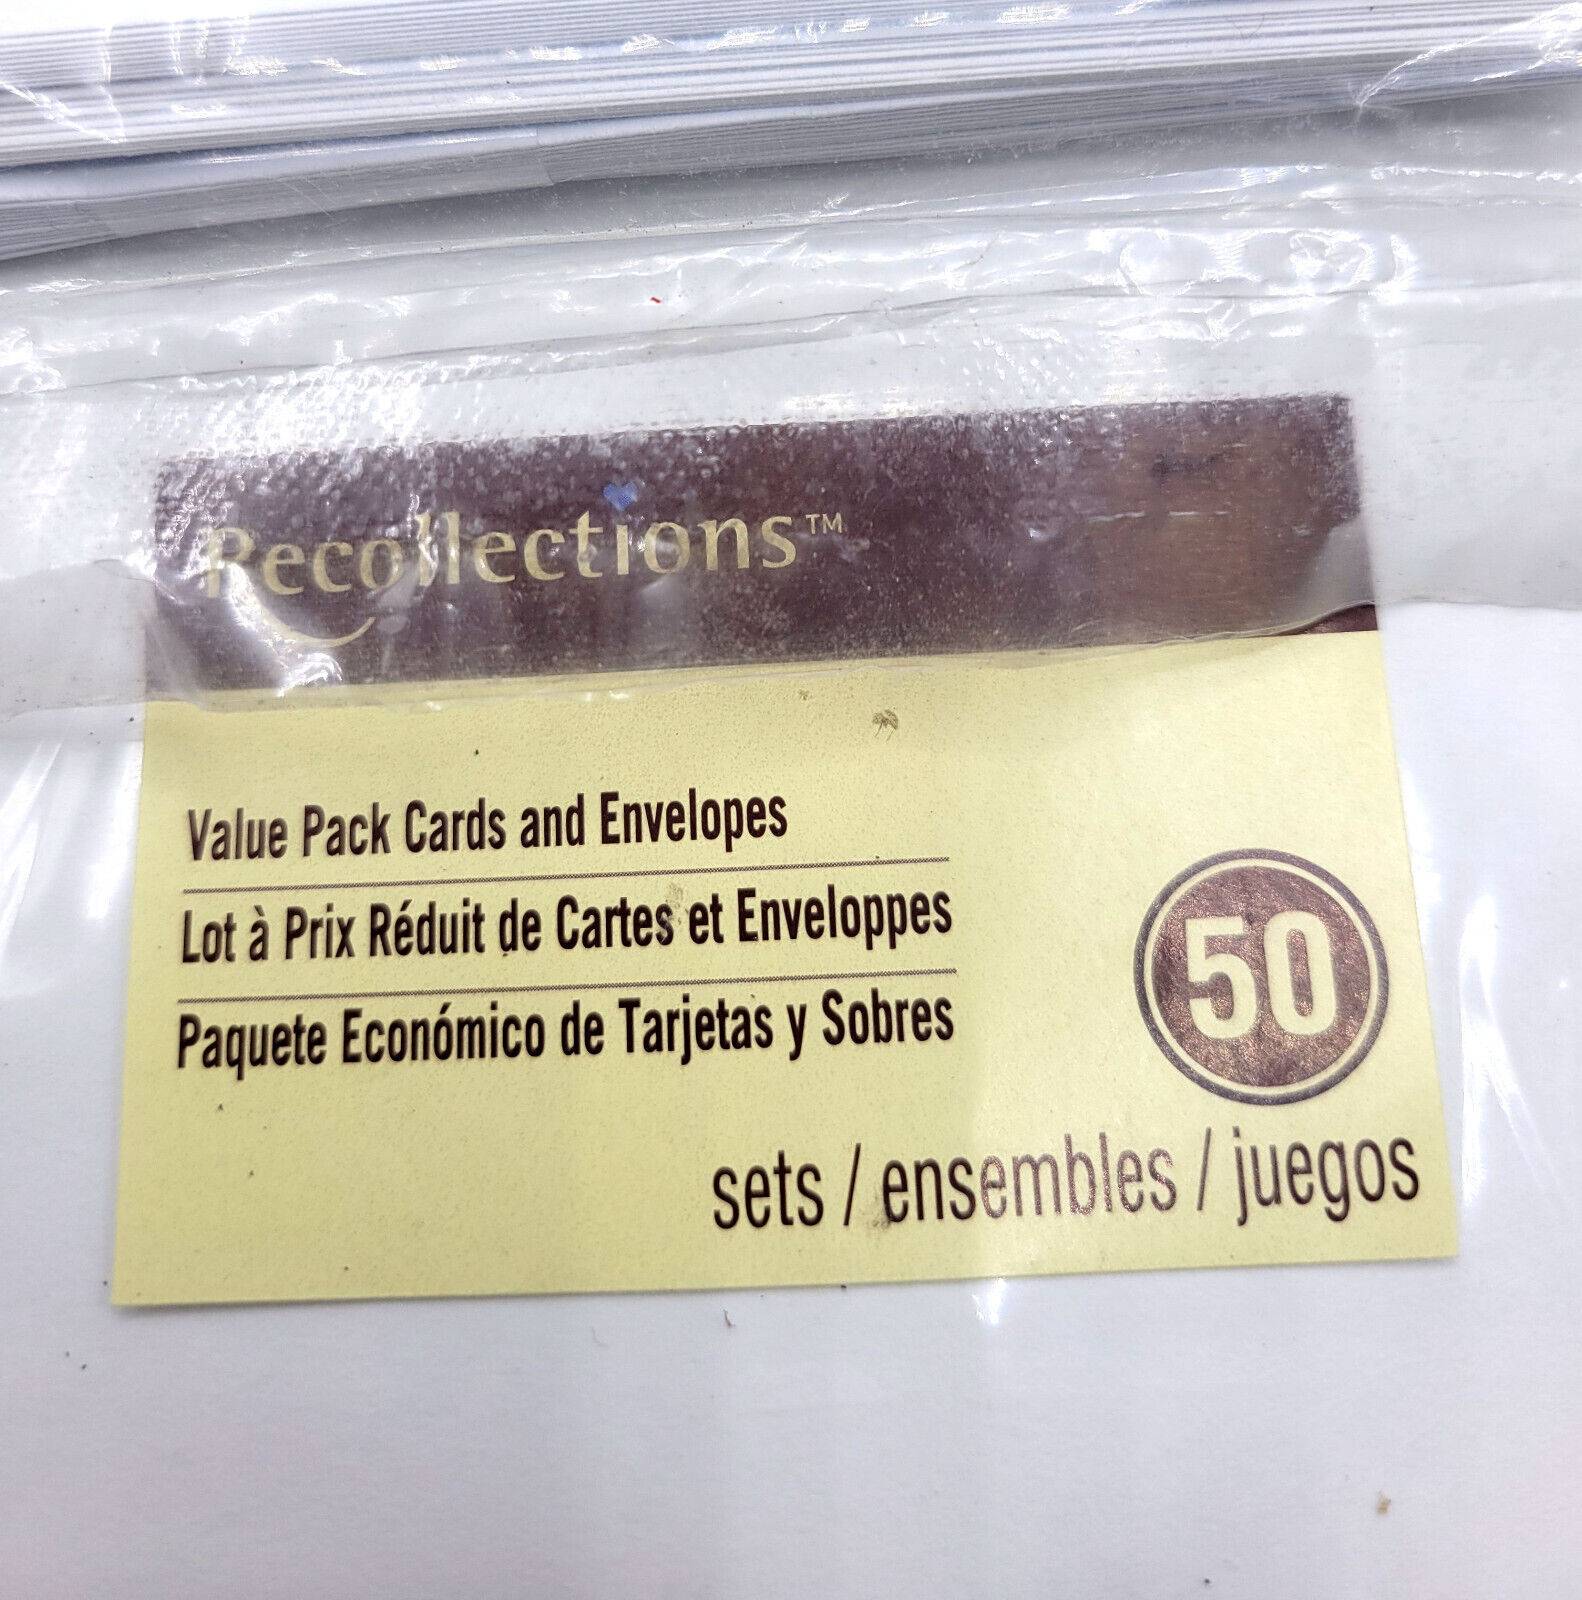 Recollections™
Value Pack Cards and Envelopes
Lot à Prix Réduit de Cartes et Enveloppes
Paquete Económico de Tarjetas y Sobres
50
sets / ensembles / juegos